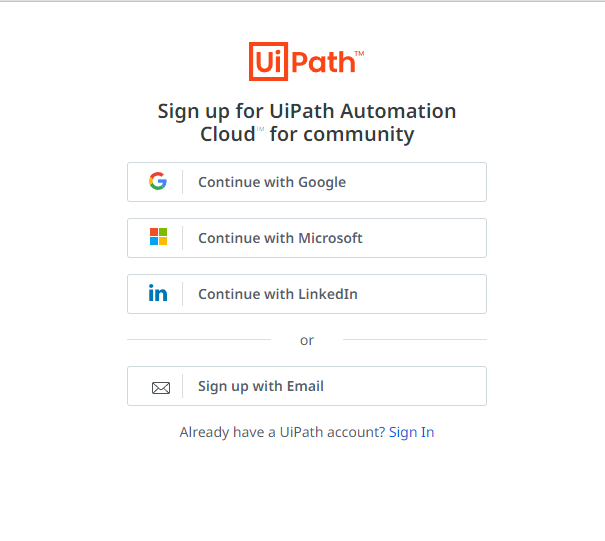 UiPath™
Sign up for UiPath Automation
Cloud™ for community
Continue with Google
Continue with Microsoft
in Continue with LinkedIn
or
Sign up with Email
Already have a UiPath account? Sign In